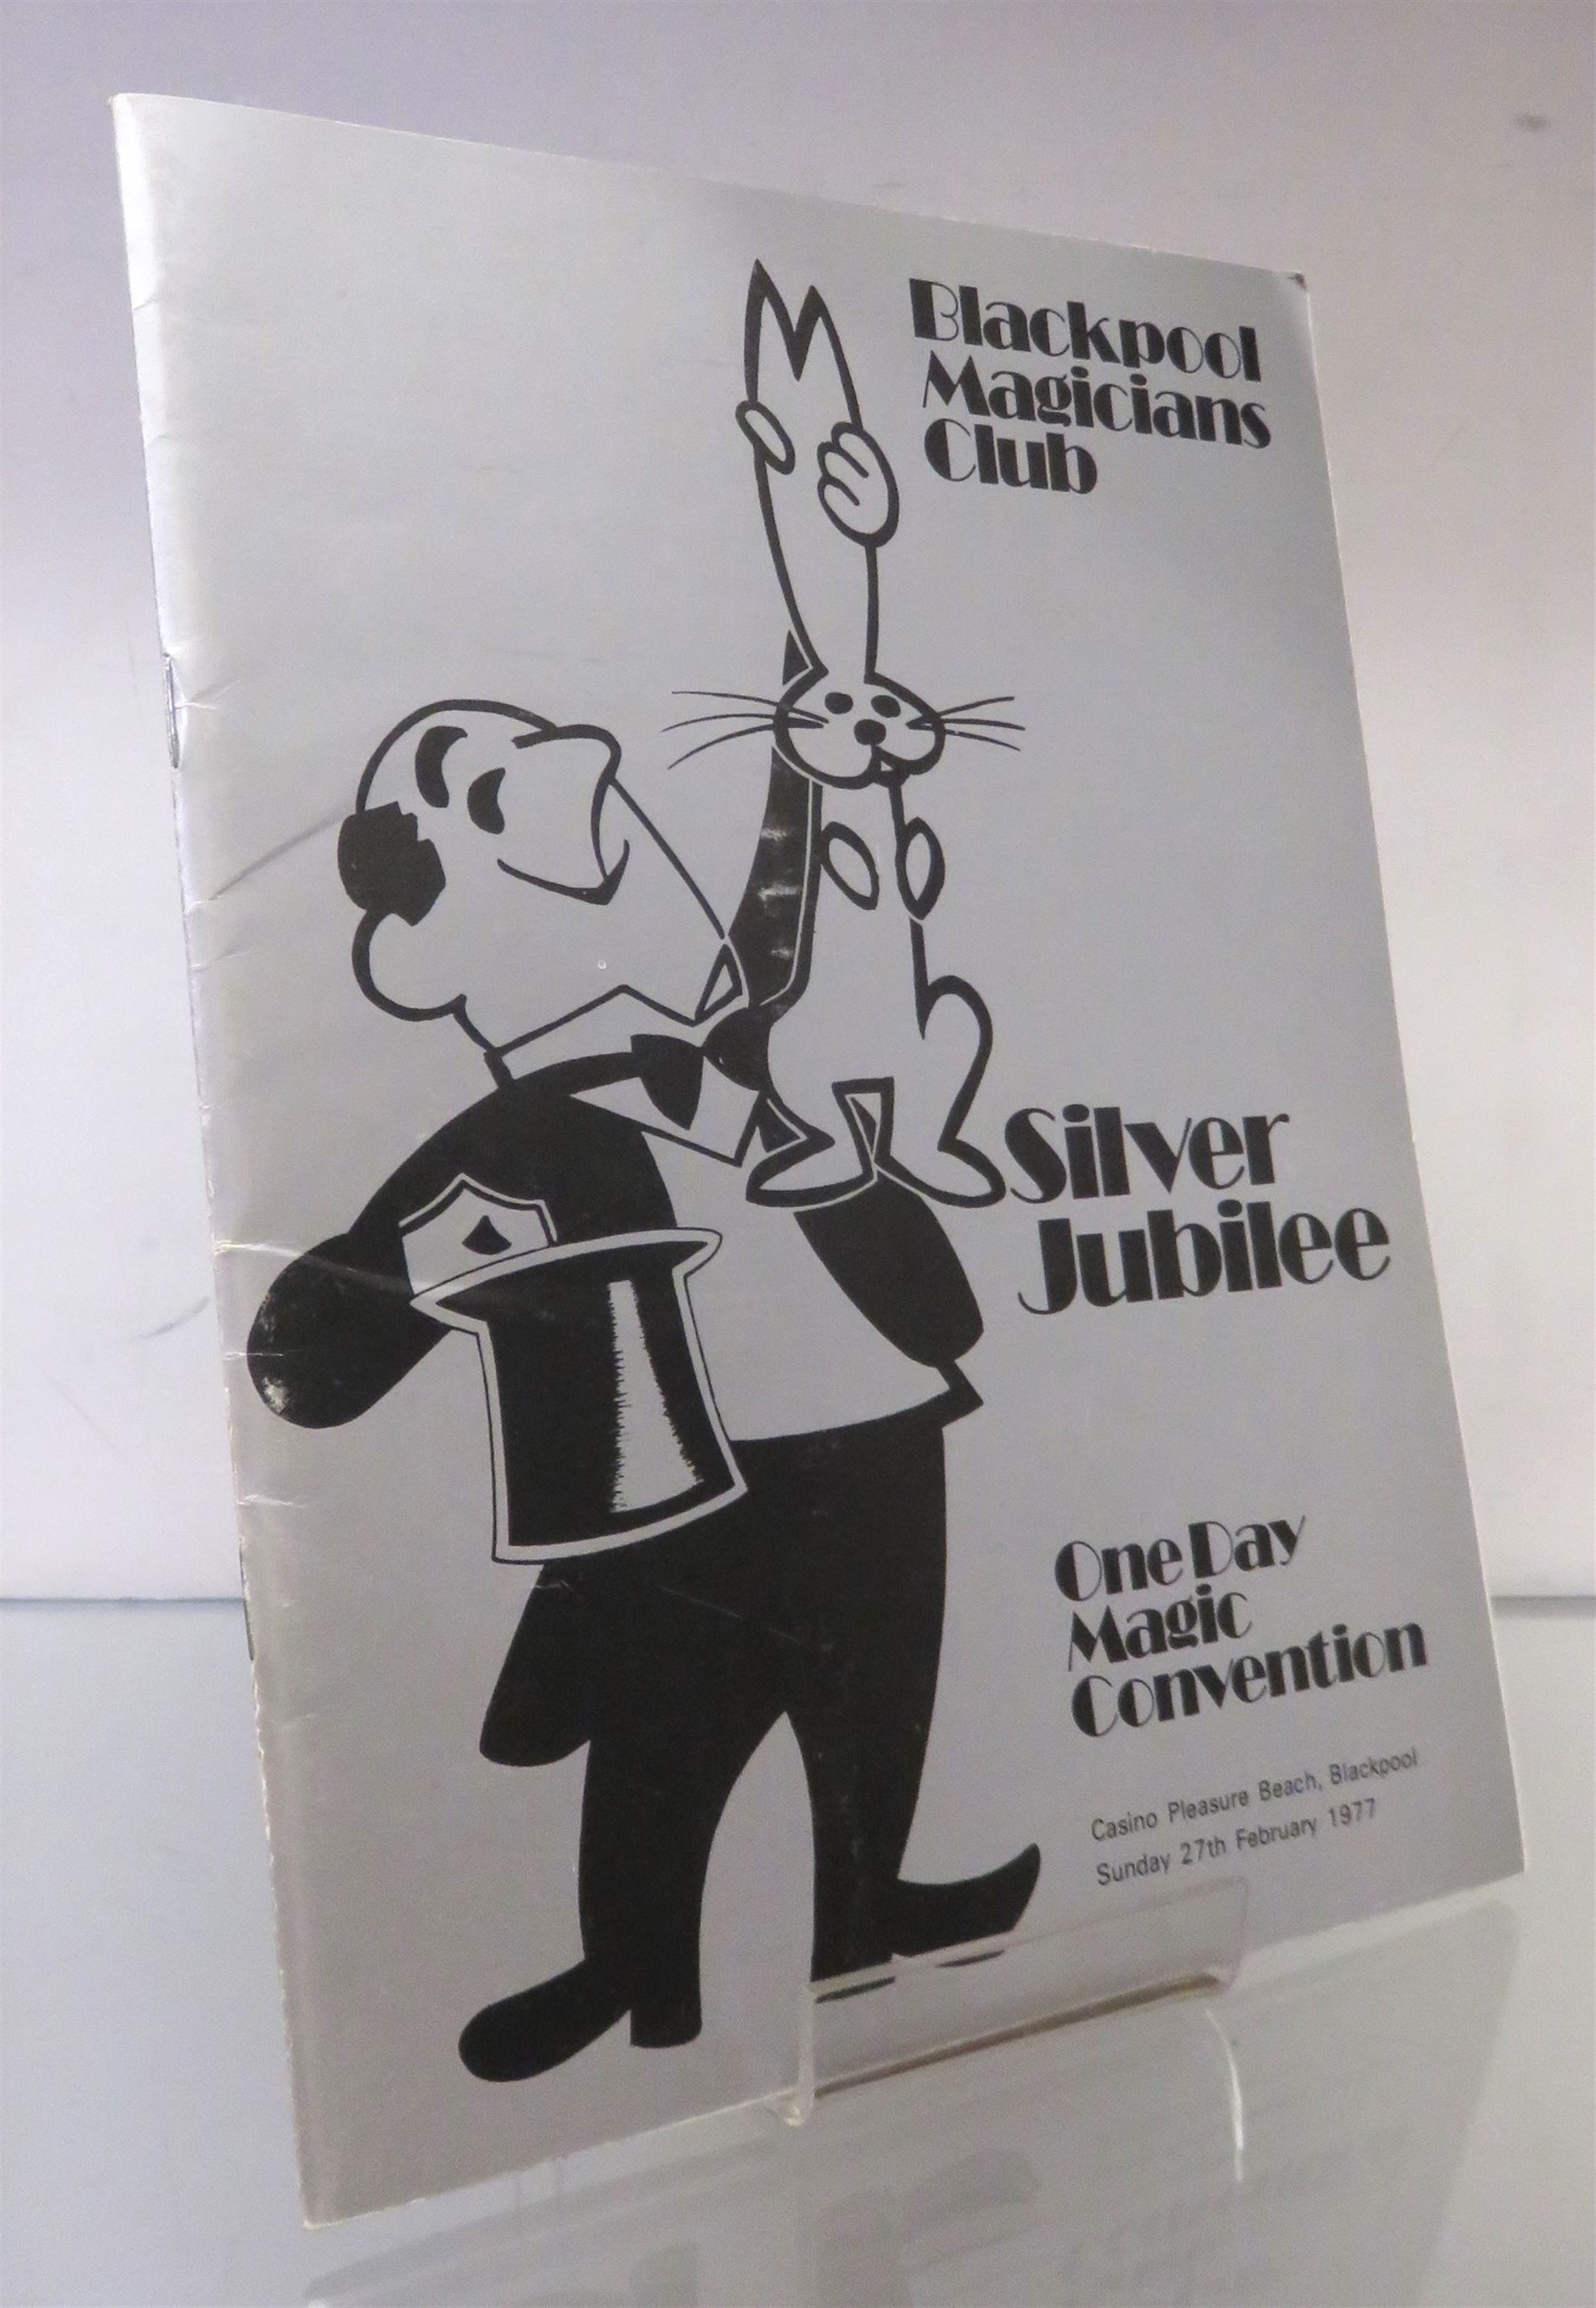 Blackpool
Magicians
Club
Silver
Jubilee
One Day
Magic
Convention
Casino Pleasure Beach, Blackpool
Sunday 27th February 1977